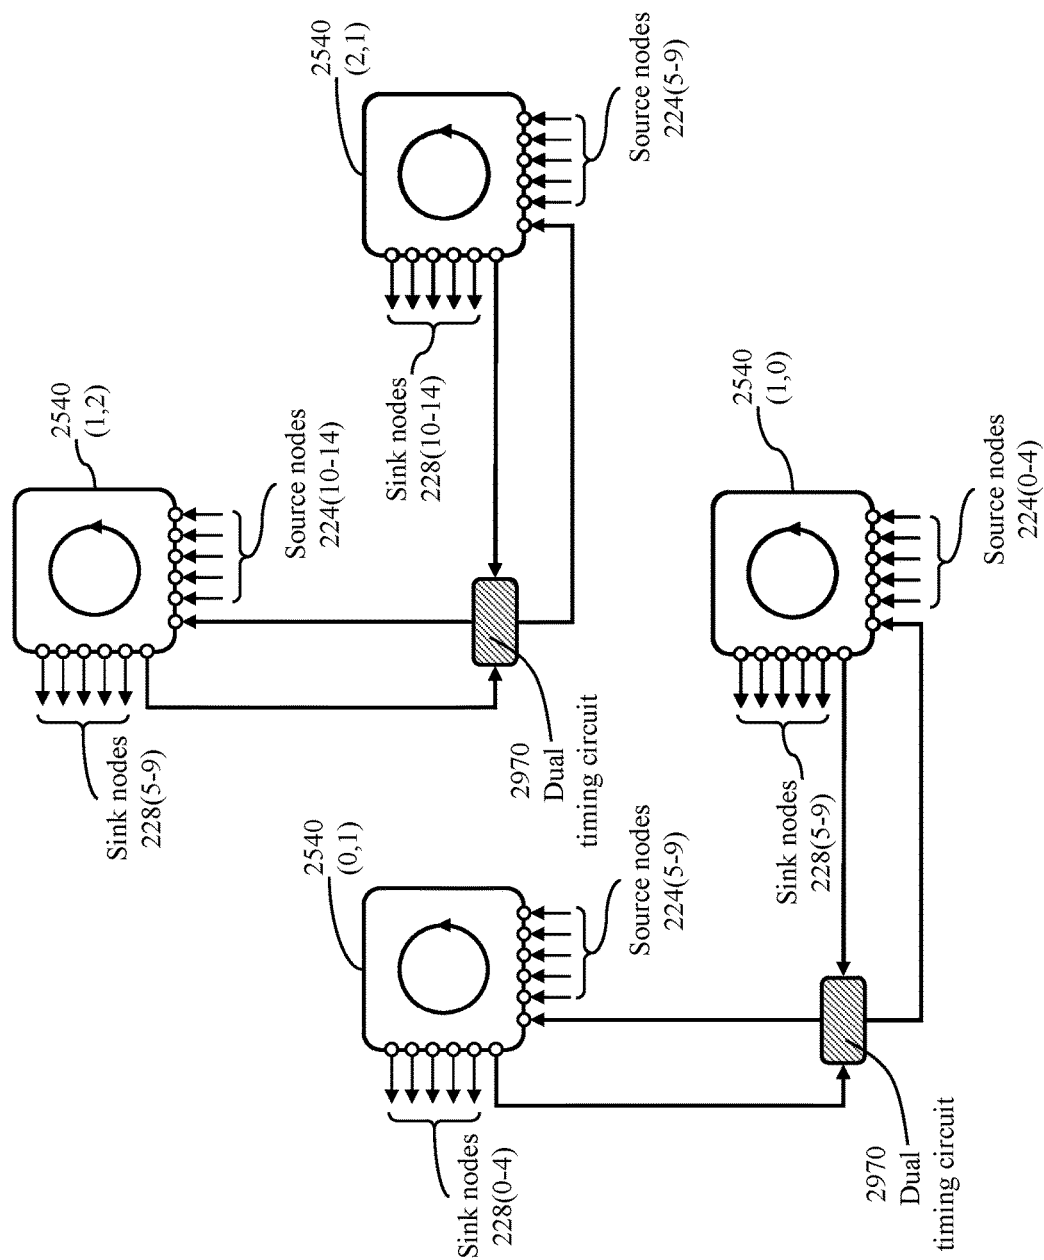 2540
(2,1)
Source nodes
224(5-9)
Sink nodes
228(10-14)
2540
(1,2)
Source nodes
224(10-14)
Sink nodes
228(5-9)
2970
Dual
timing circuit
2540
(1,0)
Source nodes
224(0-4)
Sink nodes
228(5-9)
2540
(0,1)
Source nodes
224(5-9)
Sink nodes
228(0-4)
2970
Dual
timing circuit